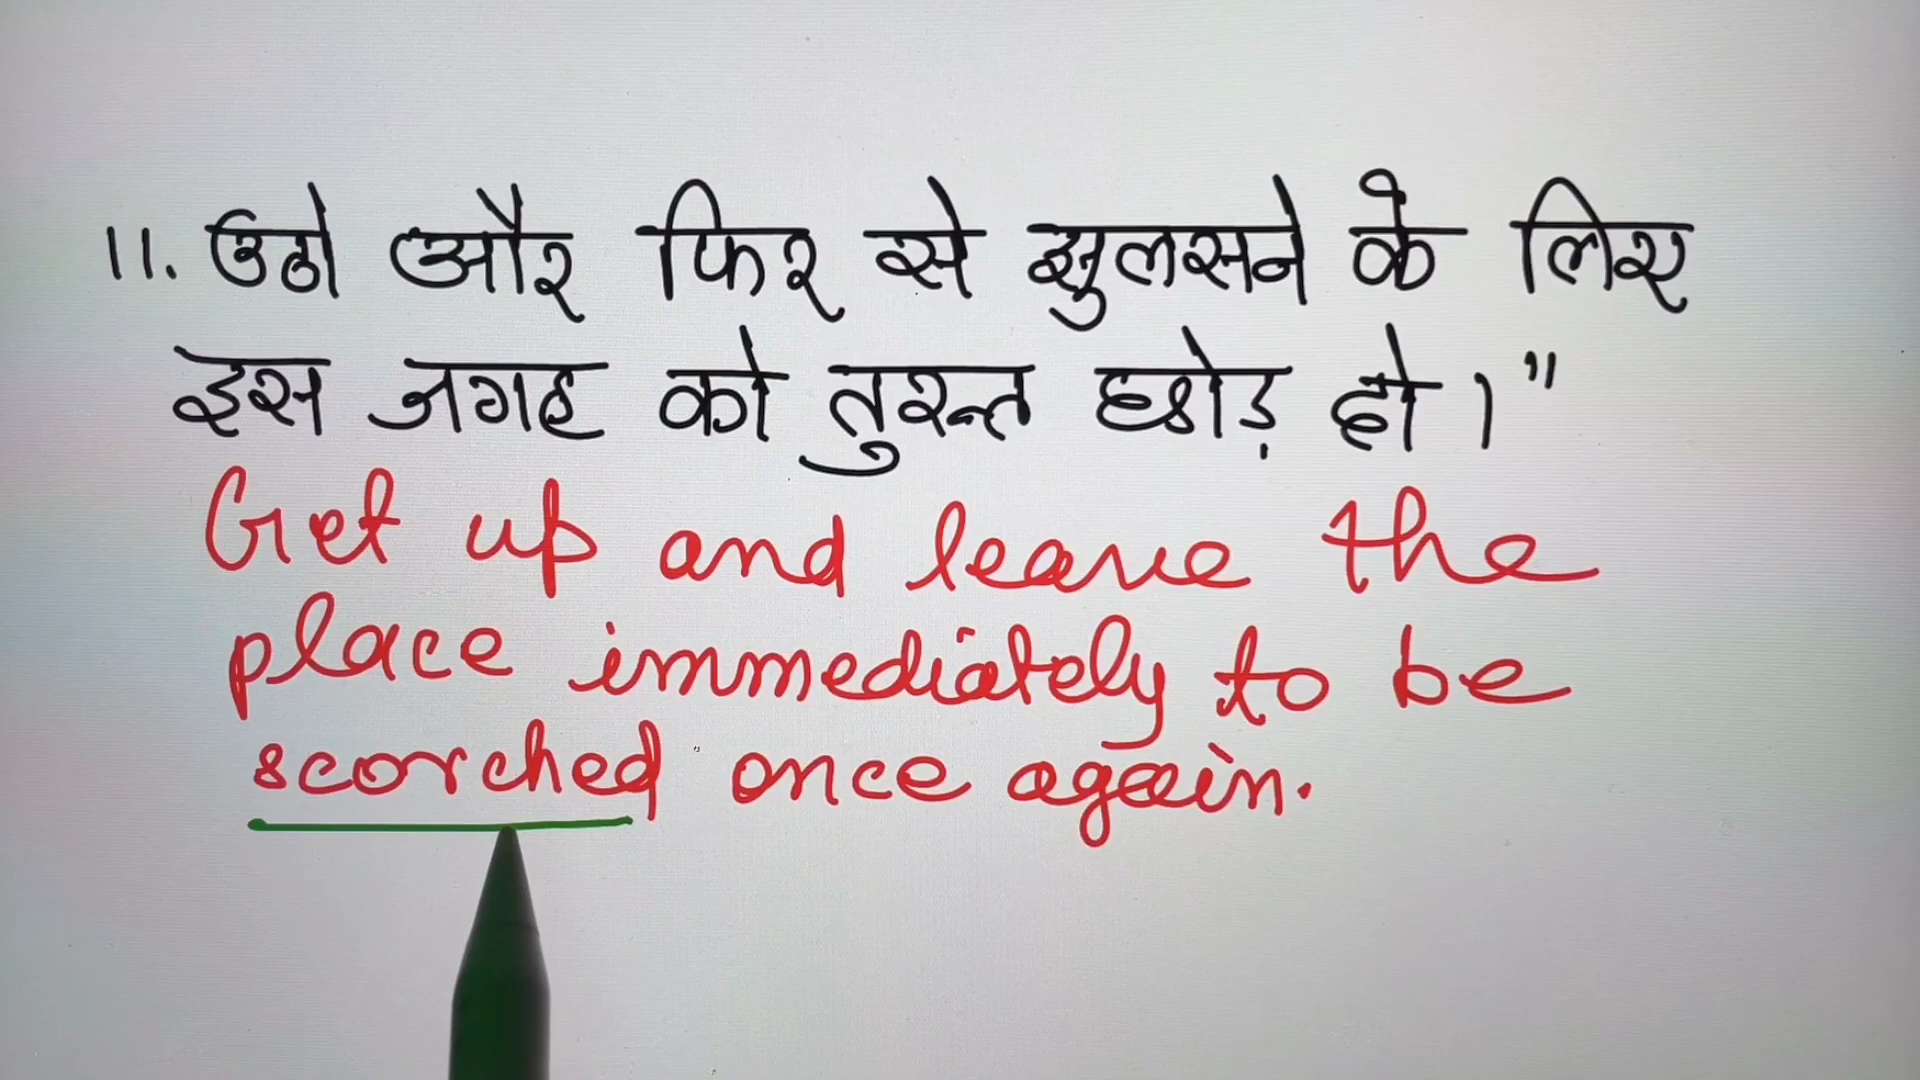 11. उठो और फिर से झुलसने के लिए
इस जगह को तुरन्त छोड़ दो।"
Get up and leave the
place immediately to be
scorched once again.